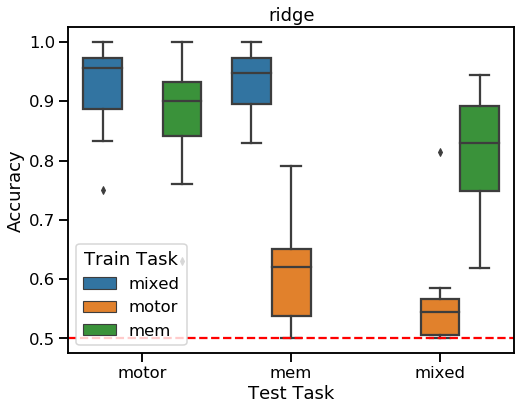 ridge
Accuracy
1.0
0.9
0.8
0.7
0.6
0.5
Train Task
mixed
motor
mem
motor mem mixed
Test Task